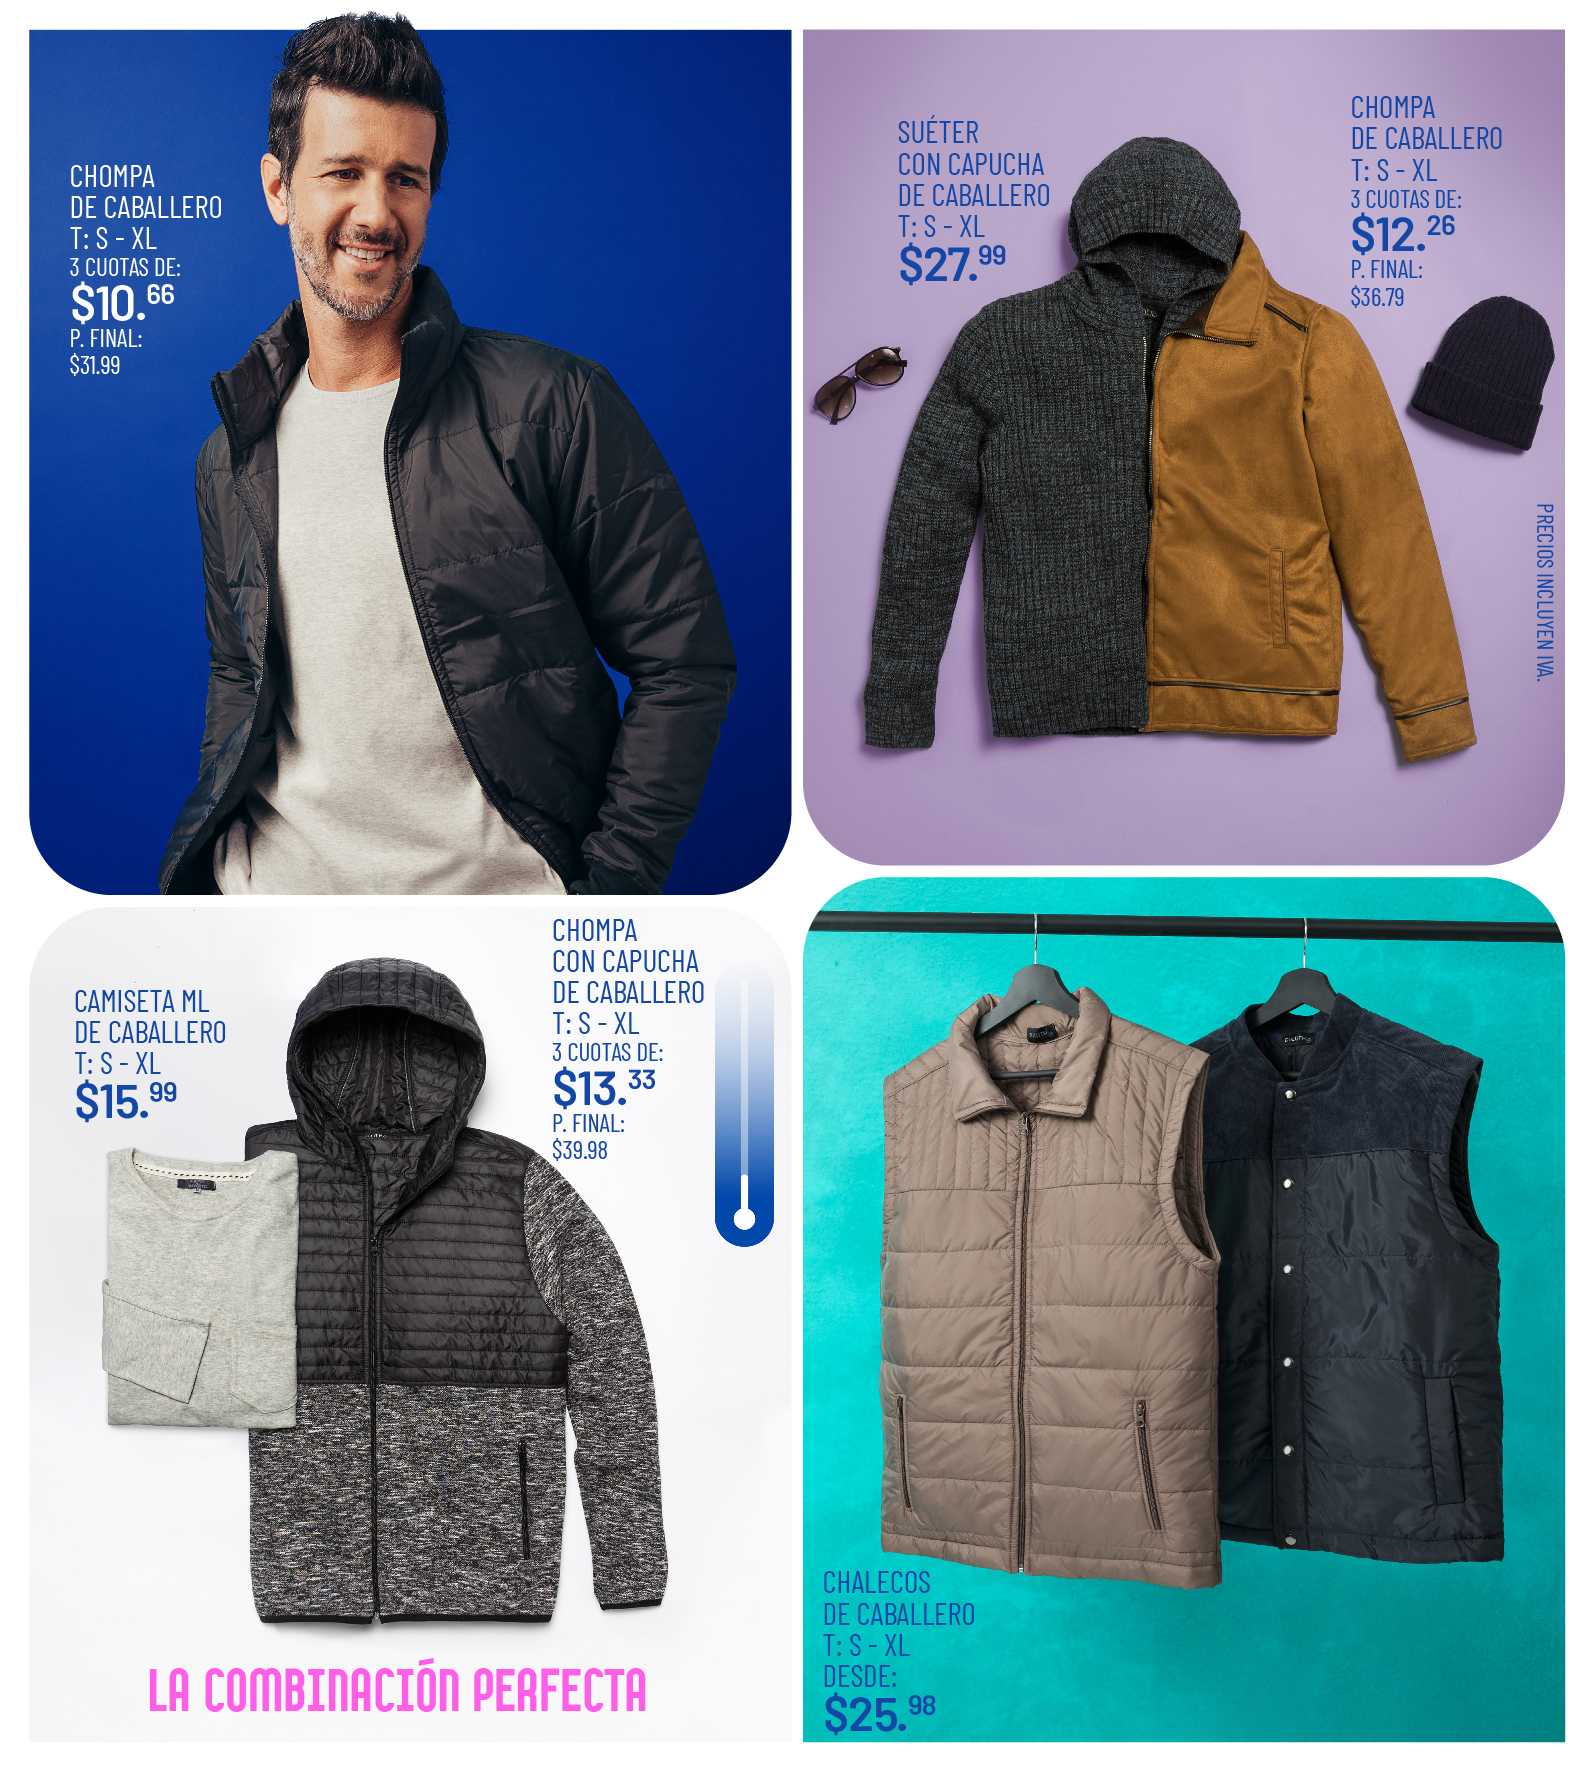 CHOMPA
DE CABALLERO
T: S - XL
3 CUOTAS DE:
$10.66
P. FINAL:
$31.99
SUÉTER
CON CAPUCHA
DE CABALLERO
T: S - XL
$27.99
CHOMPA
DE CABALLERO
T: S - XL
3 CUOTAS DE:
$12.26
P. FINAL:
$36.79
PRECIOS INCLUYEN IVA.
CAMISETA ML
DE CABALLERO
T: S - XL
$15.99
CHOMPA
CON CAPUCHA
DE CABALLERO
T: S - XL
3 CUOTAS DE:
$13.33
P. FINAL:
$39.98
LA COMBINACIÓN PERFECTA
CHALECOS
DE CABALLERO
T: S - XL
DESDE:
$25.98